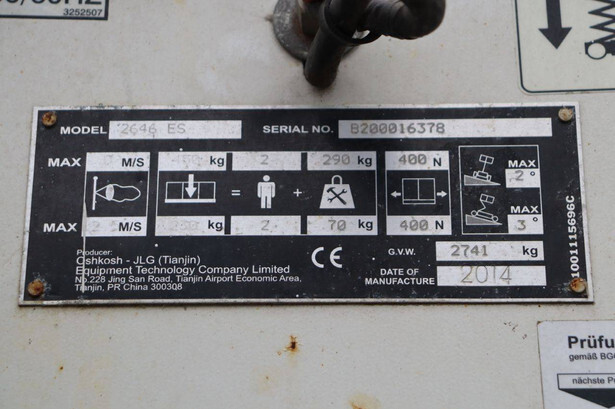 3252507
MODEL 2646 ES SERIAL NO. B200016378
MAX M/S kg 2 290 kg 400 N MAX 2°
= +
MAX M/S kg 2 70 kg 400 N MAX 3°
Producer:
Oshkosh - JLG (Tianjin)
Equipment Technology Company Limited
No.228 Jing San Road, Tianjin Airport Economic Area,
Tianjin, PR China 300308
CE
G.V.W. 2741 kg
DATE OF MANUFACTURE 2014
1001115696C
Prüfu
gemäß BG
nächste P